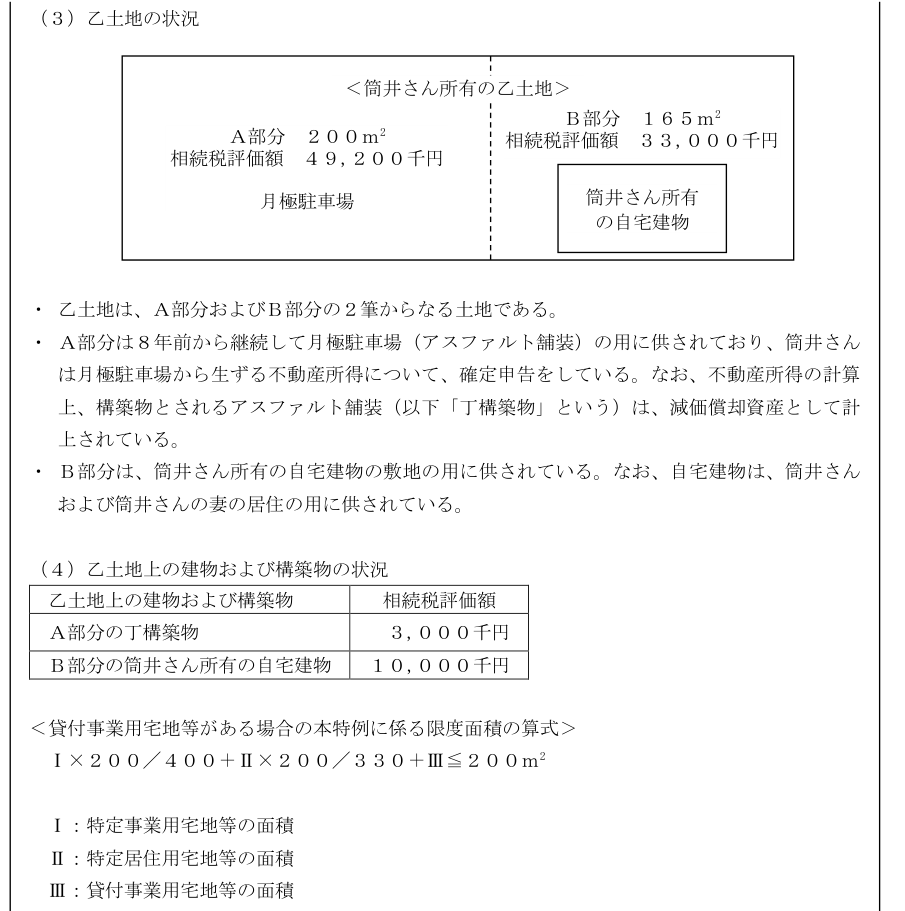 （３）乙土地の状況
＜筒井さん所有の乙土地＞
Ａ部分　２００m²
相続税評価額　４９,２００千円
月極駐車場
Ｂ部分　１６５m²
相続税評価額　３３,０００千円
筒井さん所有
の自宅建物
・ 乙土地は、Ａ部分およびＢ部分の２筆からなる土地である。
・ Ａ部分は８年前から継続して月極駐車場（アスファルト舗装）の用に供されており、筒井さん
は月極駐車場から生ずる不動産所得について、確定申告をしている。なお、不動産所得の計算
上、構築物とされるアスファルト舗装（以下「丁構築物」という）は、減価償却資産として計
上されている。
・ Ｂ部分は、筒井さん所有の自宅建物の敷地の用に供されている。なお、自宅建物は、筒井さん
および筒井さんの妻の居住の用に供されている。
（４）乙土地上の建物および構築物の状況
乙土地上の建物および構築物　相続税評価額
Ａ部分の丁構築物　３,０００千円
Ｂ部分の筒井さん所有の自宅建物　１０,０００千円
＜貸付事業用宅地等がある場合の本特例に係る限度面積の算式＞
Ⅰ×２００／４００＋Ⅱ×２００／３３０＋Ⅲ≦２００m²
Ⅰ：特定事業用宅地等の面積
Ⅱ：特定居住用宅地等の面積
Ⅲ：貸付事業用宅地等の面積